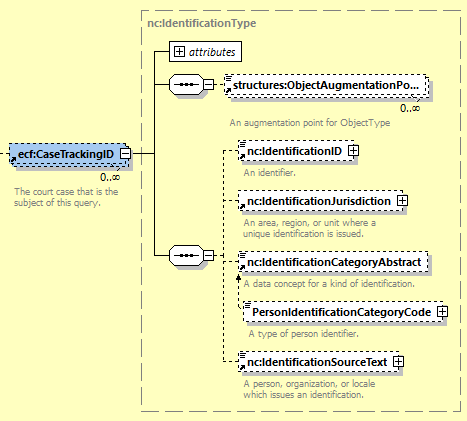 nc:IdentificationType
attributes
structures:ObjectAugmentationPo...
0..∞
An augmentation point for ObjectType
ecf:CaseTrackingID
0..∞
The court case that is the
subject of this query.
nc:IdentificationID
An identifier.
nc:IdentificationJurisdiction
An area, region, or unit where a
unique identification is issued.
nc:IdentificationCategoryAbstract
A data concept for a kind of identification.
PersonIdentificationCategoryCode
A type of person identifier.
nc:IdentificationSourceText
A person, organization, or locale
which issues an identification.